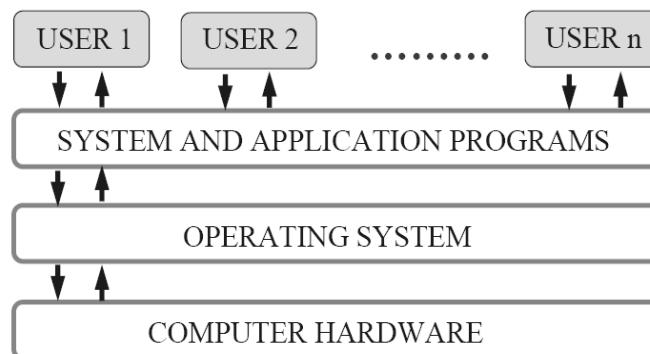 USER 1 USER 2 ......... USER n
SYSTEM AND APPLICATION PROGRAMS
OPERATING SYSTEM
COMPUTER HARDWARE